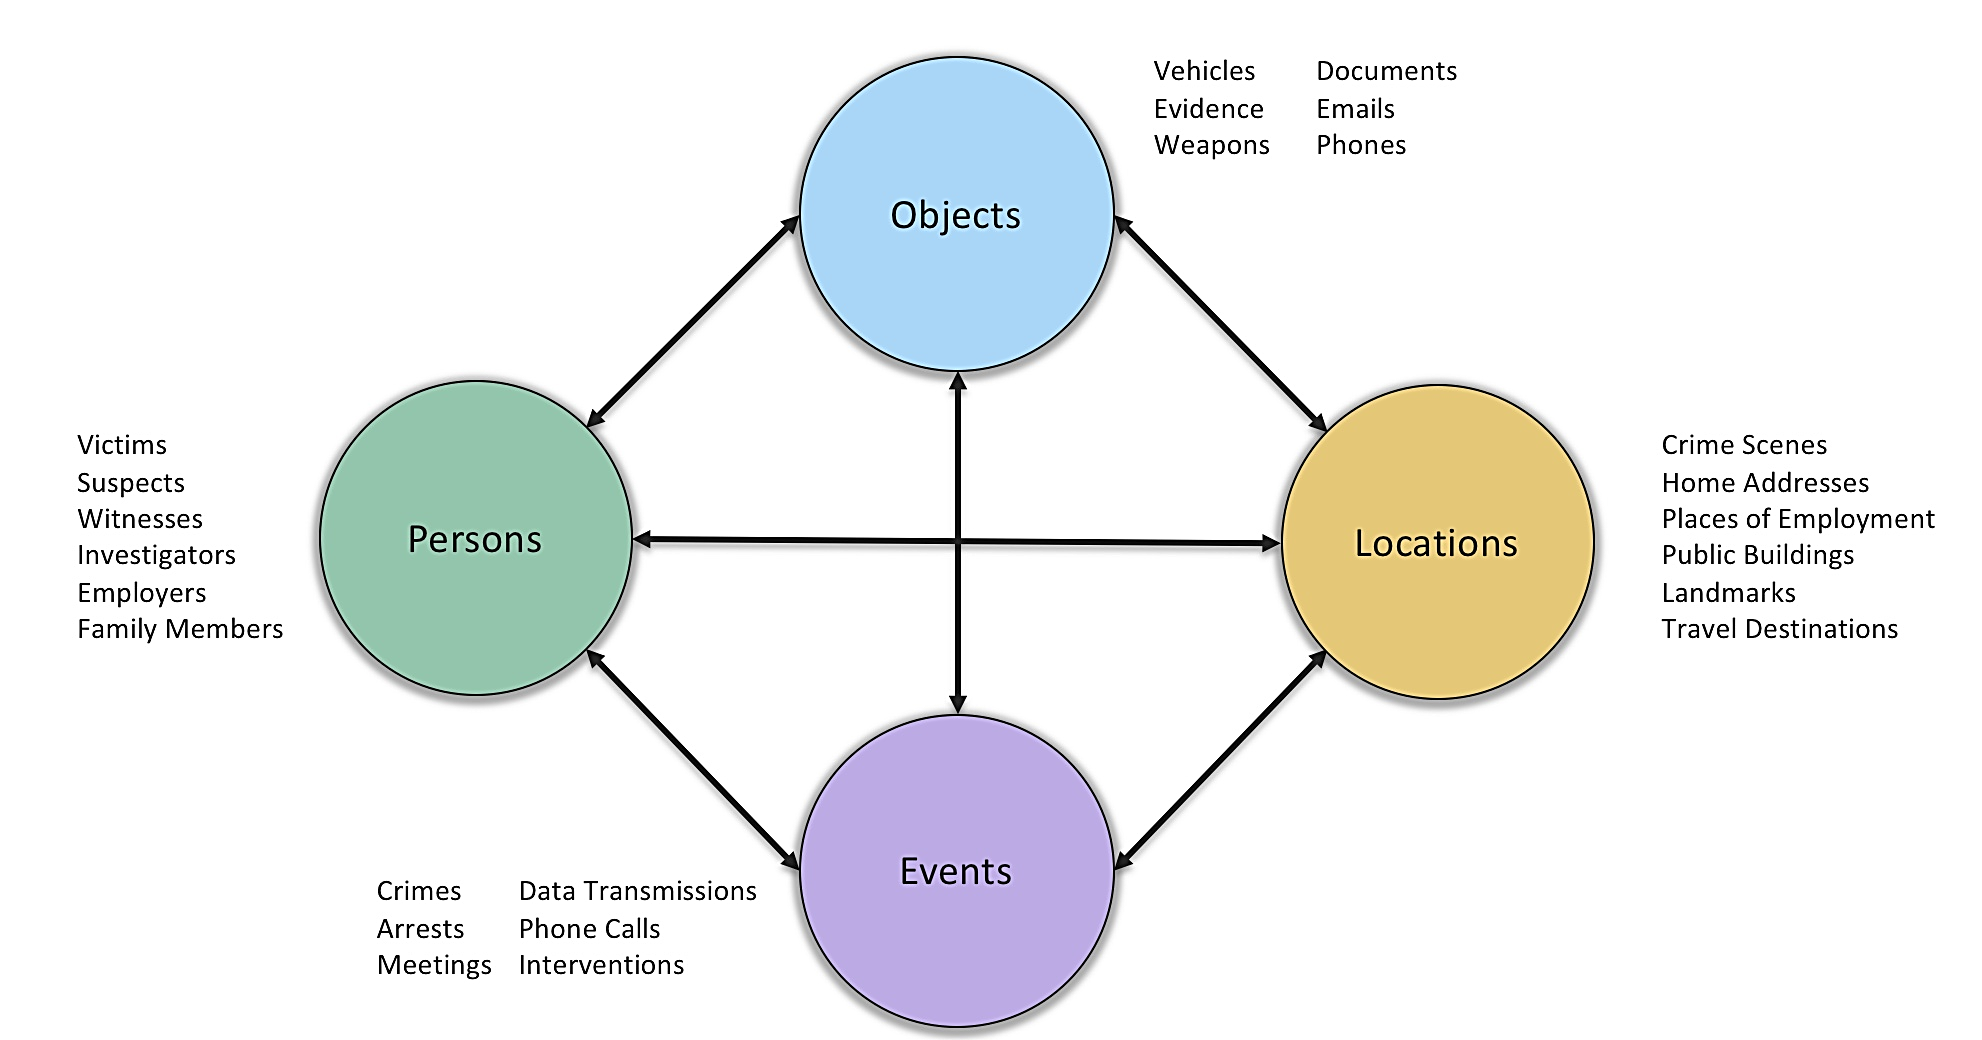 Vehicles Documents
Evidence Emails
Weapons Phones
Objects
Victims
Suspects
Witnesses
Investigators
Employers
Family Members
Persons
Locations
Crime Scenes
Home Addresses
Places of Employment
Public Buildings
Landmarks
Travel Destinations
Events
Crimes Data Transmissions
Arrests Phone Calls
Meetings Interventions